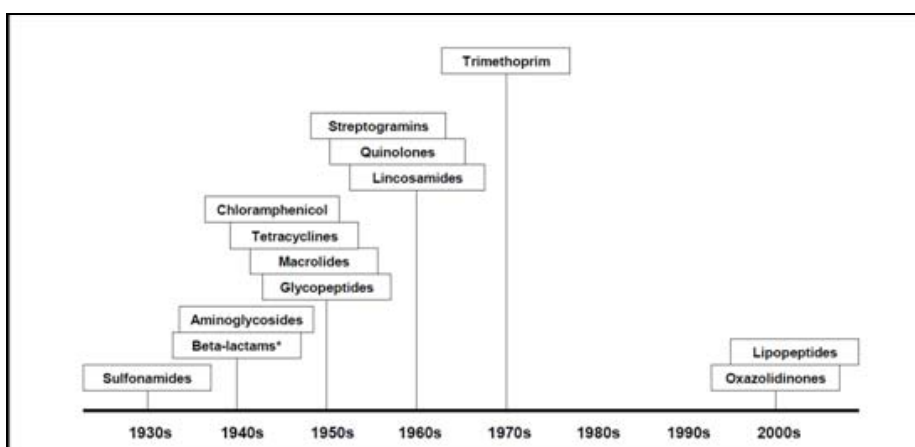 Trimethoprim
Streptogramins
Quinolones
Lincosamides
Chloramphenicol
Tetracyclines
Macrolides
Glycopeptides
Aminoglycosides
Beta-lactams*
Lipopeptides
Sulfonamides
Oxazolidinones
1930s 1940s 1950s 1960s 1970s 1980s 1990s 2000s